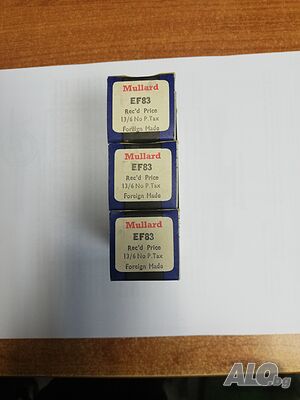 Mullard
EF83
Rec'd Price
13/6 No P.Tax
Foreign Made
Mullard
EF83
Rec'd Price
13/6 No P.Tax
Foreign Made
Mullard
EF83
Rec'd Price
13/6 No P.Tax
Foreign Made
ALO.bg